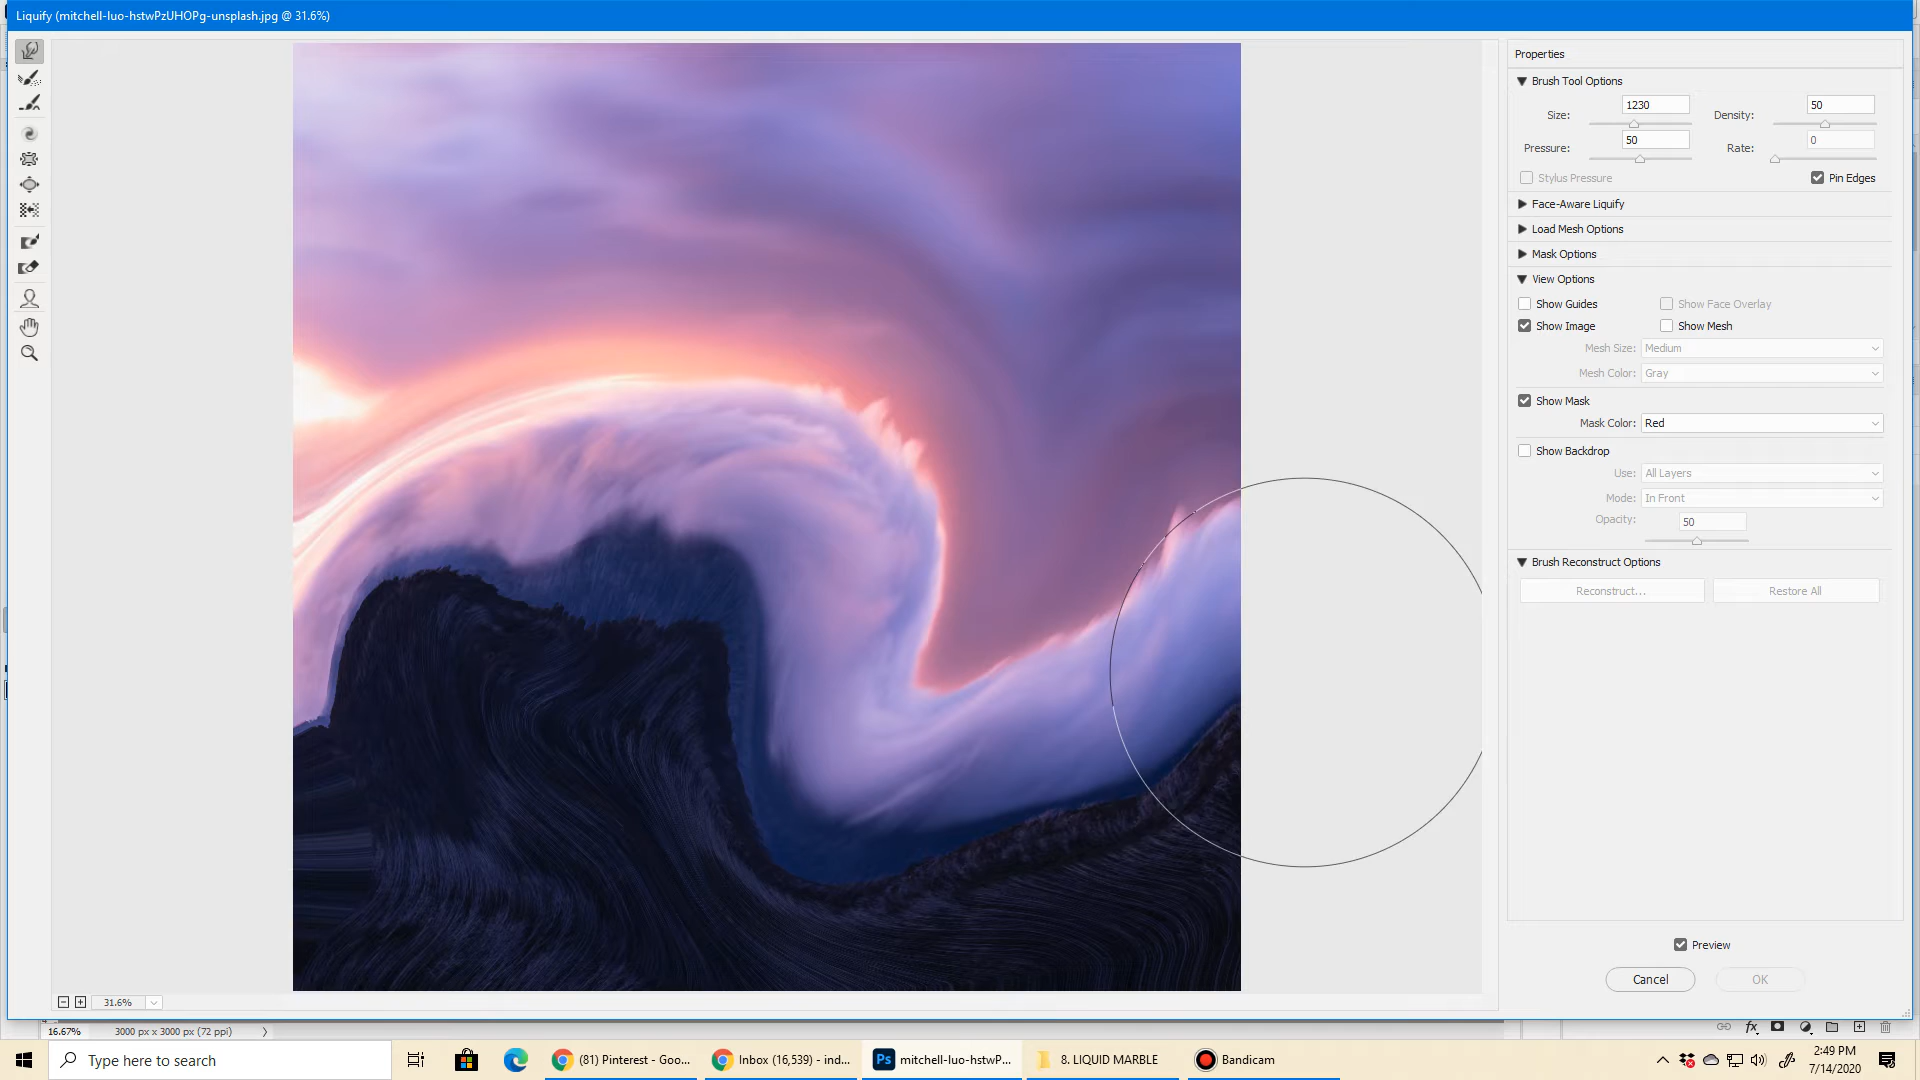 Liquify (mitchell-luo-hstwPzUHOPg-unsplash.jpg @ 31.6%)
Properties
Brush Tool Options
Size: 1230 Density: 50
Pressure: 50 Rate: 0
Stylus Pressure Pin Edges
Face-Aware Liquify
Load Mesh Options
Mask Options
View Options
Show Guides Show Face Overlay
Show Image Show Mesh
Mesh Size: Medium
Mesh Color: Gray
Show Mask
Mask Color: Red
Show Backdrop
Use: All Layers
Mode: In Front
Opacity: 50
Brush Reconstruct Options
Reconstruct... Restore All
Preview
Cancel OK
31.6%
16.67% 3000 px x 3000 px (72 ppi)
fx
Type here to search
(81) Pinterest - Goo...
Inbox (16,539) - ind...
Ps mitchell-luo-hstwP...
8. LIQUID MARBLE
Bandicam
2:49 PM
7/14/2020